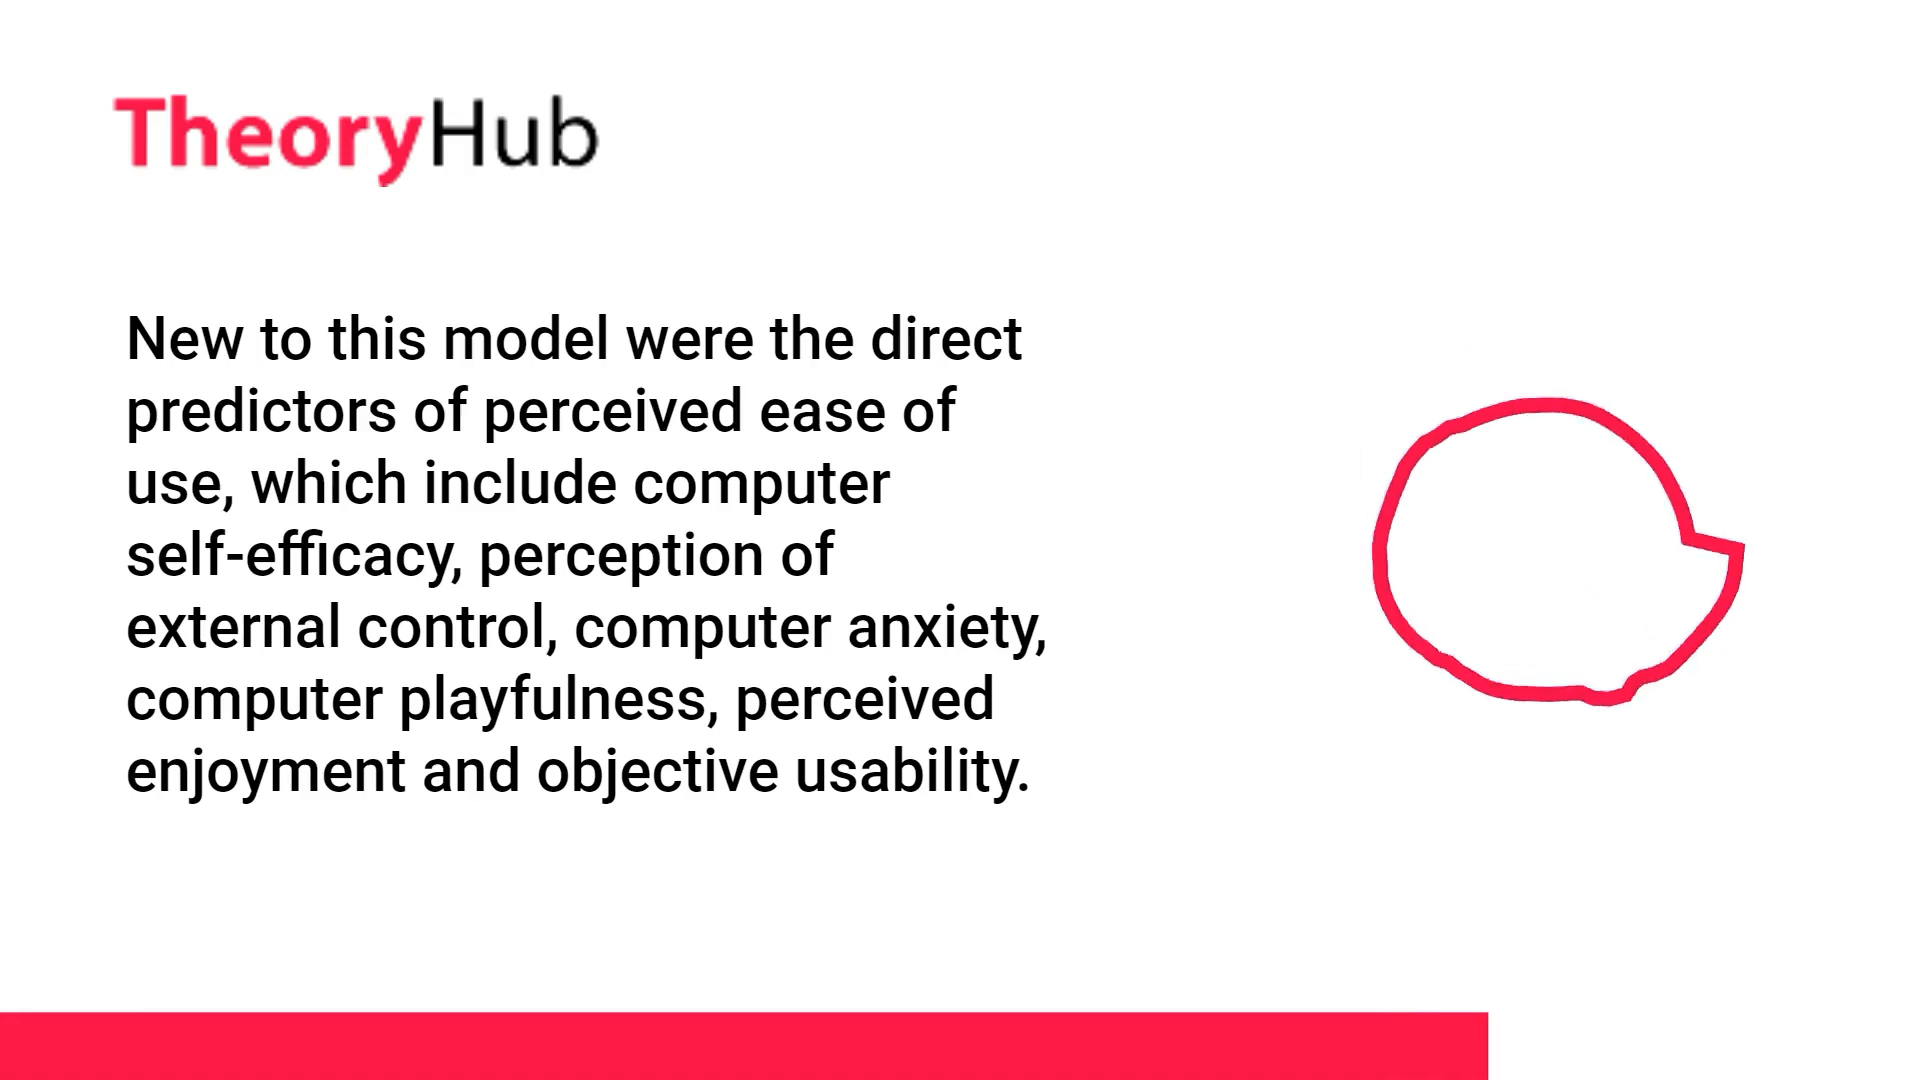 TheoryHub
New to this model were the direct
predictors of perceived ease of
use, which include computer
self-efficacy, perception of
external control, computer anxiety,
computer playfulness, perceived
enjoyment and objective usability.